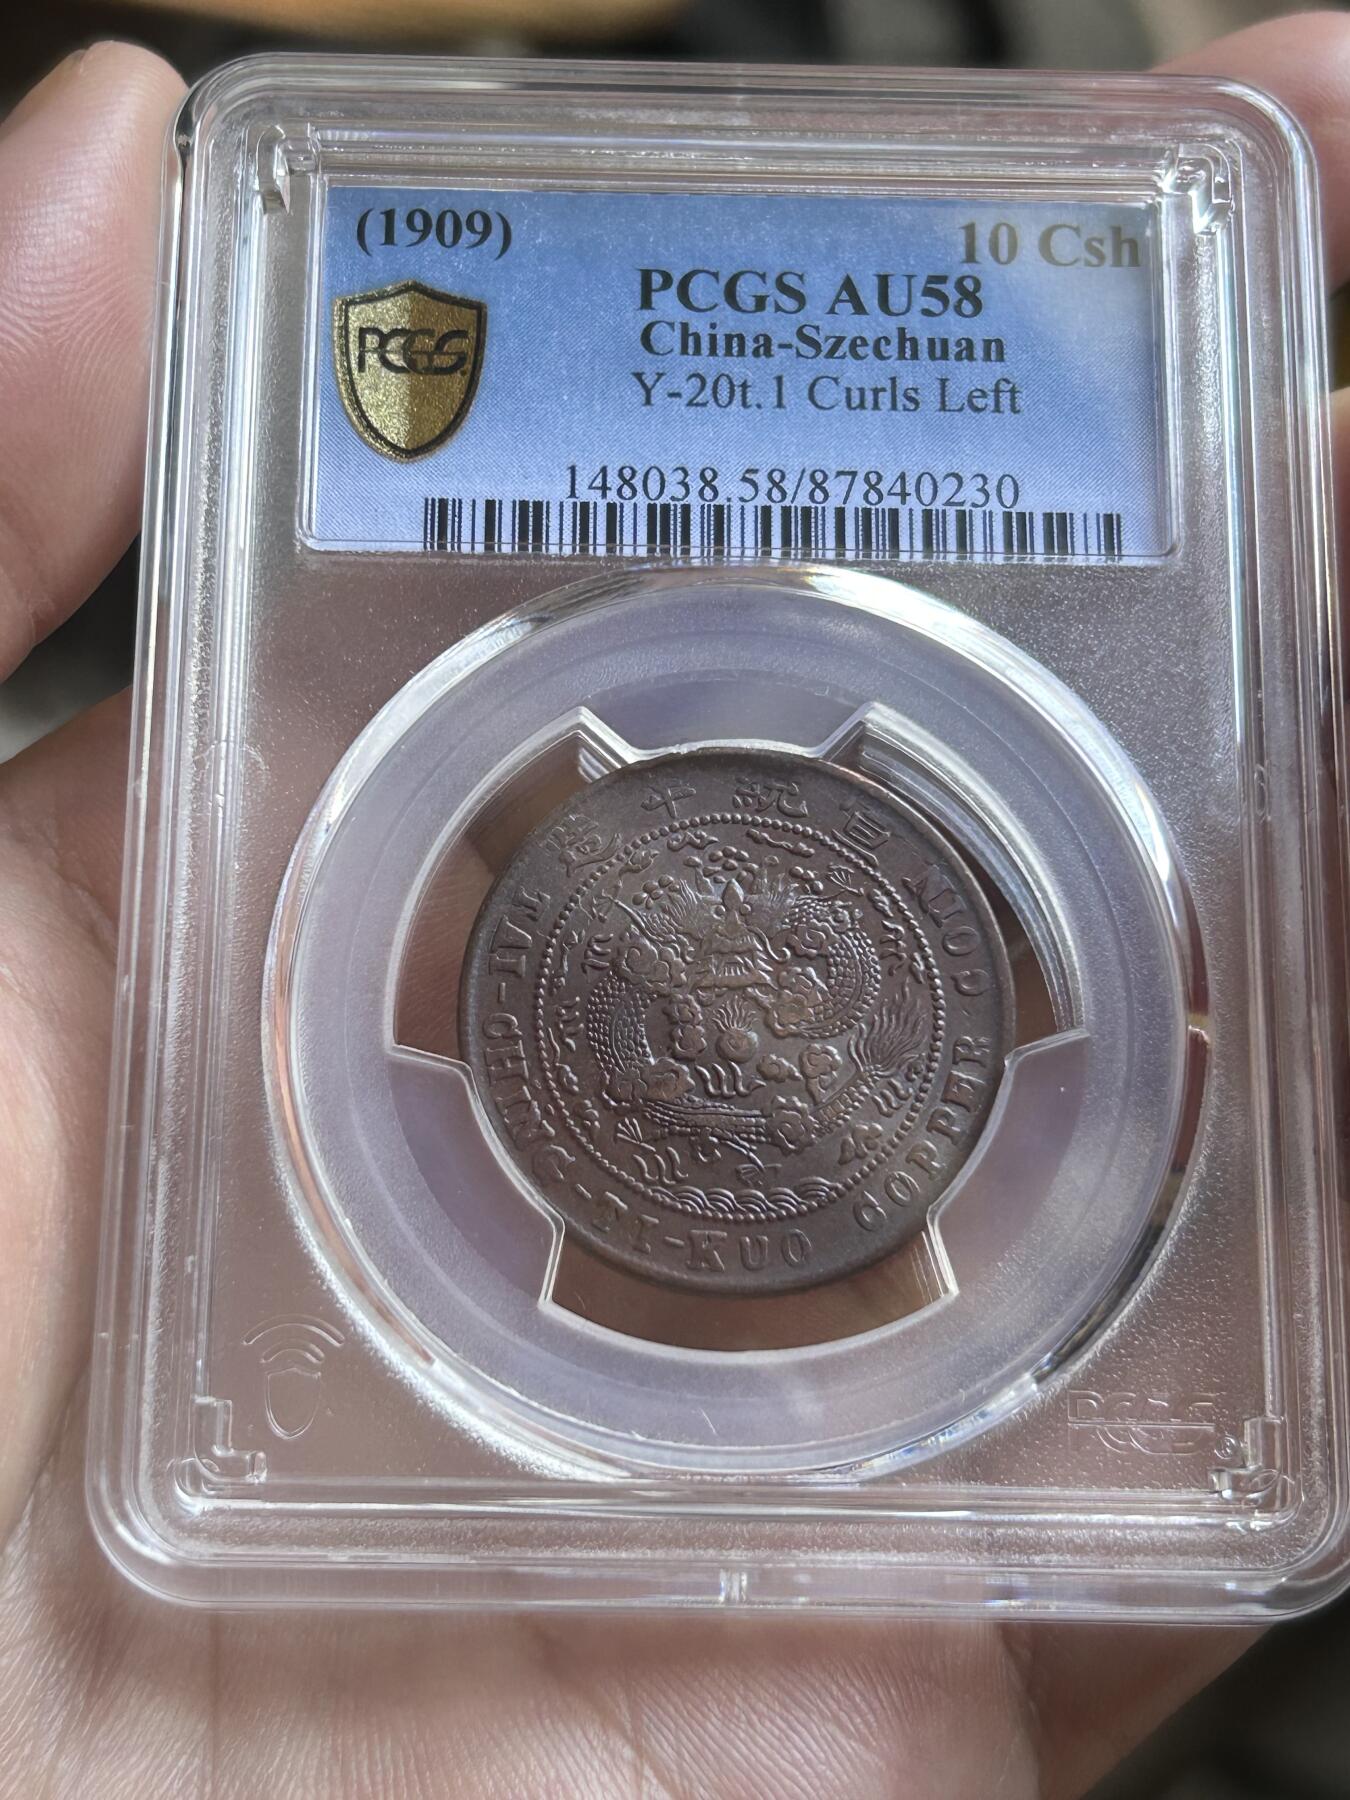 (1909)
10 Csh
PCGS AU58
China-Szechuan
Y-20t.1 Curls Left
PCGS
148038.58/87840230
造年統宣
TAI-CHING-TI-KUO COPPER COIN
PCGS